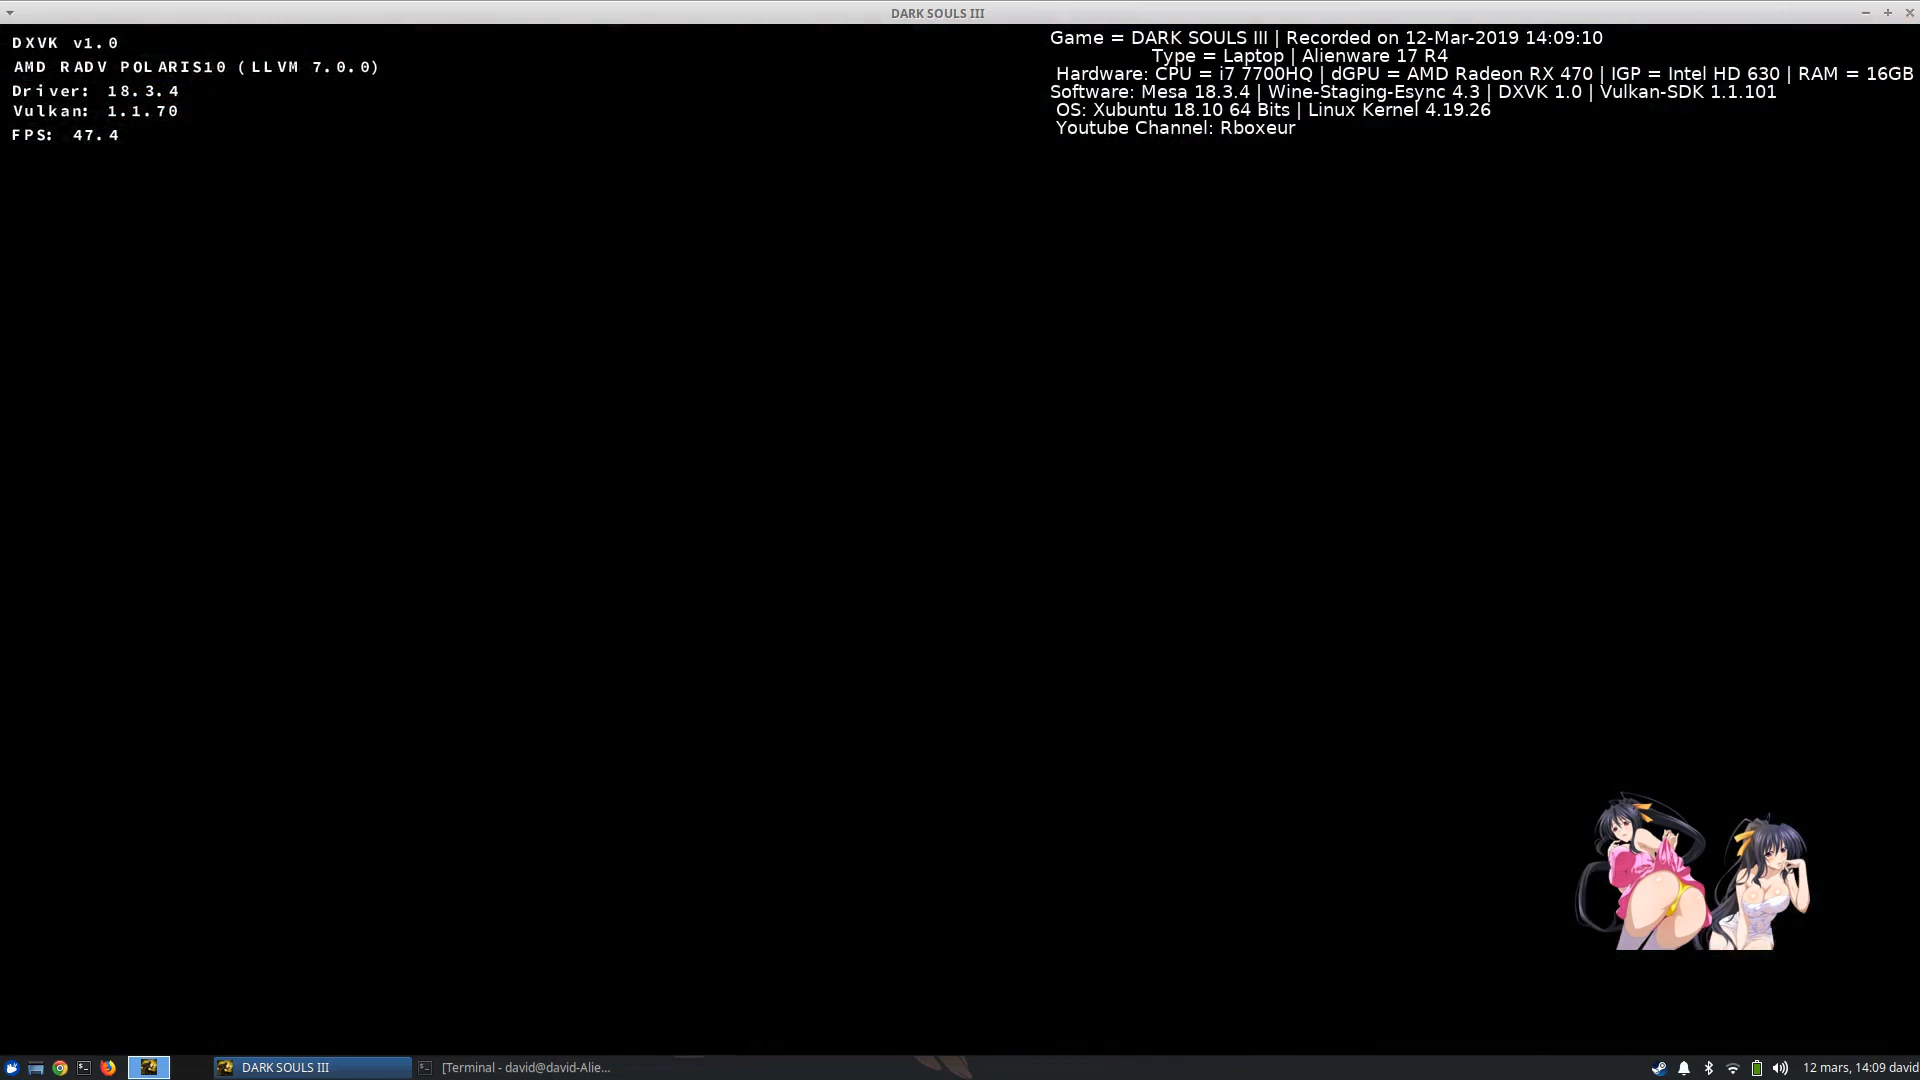 DARK SOULS III
DXVK v1.0
AMD RADV POLARIS10 (LLVM 7.0.0)
Driver: 18.3.4
Vulkan: 1.1.70
FPS: 47.4
Game = DARK SOULS III | Recorded on 12-Mar-2019 14:09:10
Type = Laptop | Alienware 17 R4
Hardware: CPU = i7 7700HQ | dGPU = AMD Radeon RX 470 | IGP = Intel HD 630 | RAM = 16GB
Software: Mesa 18.3.4 | Wine-Staging-Esync 4.3 | DXVK 1.0 | Vulkan-SDK 1.1.101
OS: Xubuntu 18.10 64 Bits | Linux Kernel 4.19.26
Youtube Channel: Rboxeur
DARK SOULS III
[Terminal - david@david-Alie...
12 mars, 14:09 david